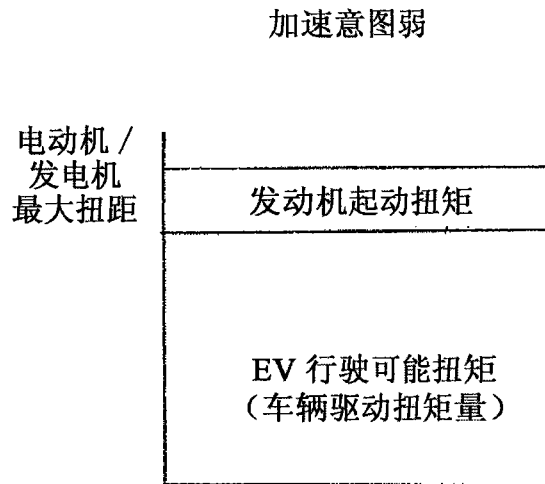 加速意图弱
电动机/
发电机
最大扭距
发动机起动扭矩
EV 行驶可能扭矩
（车辆驱动扭矩量）